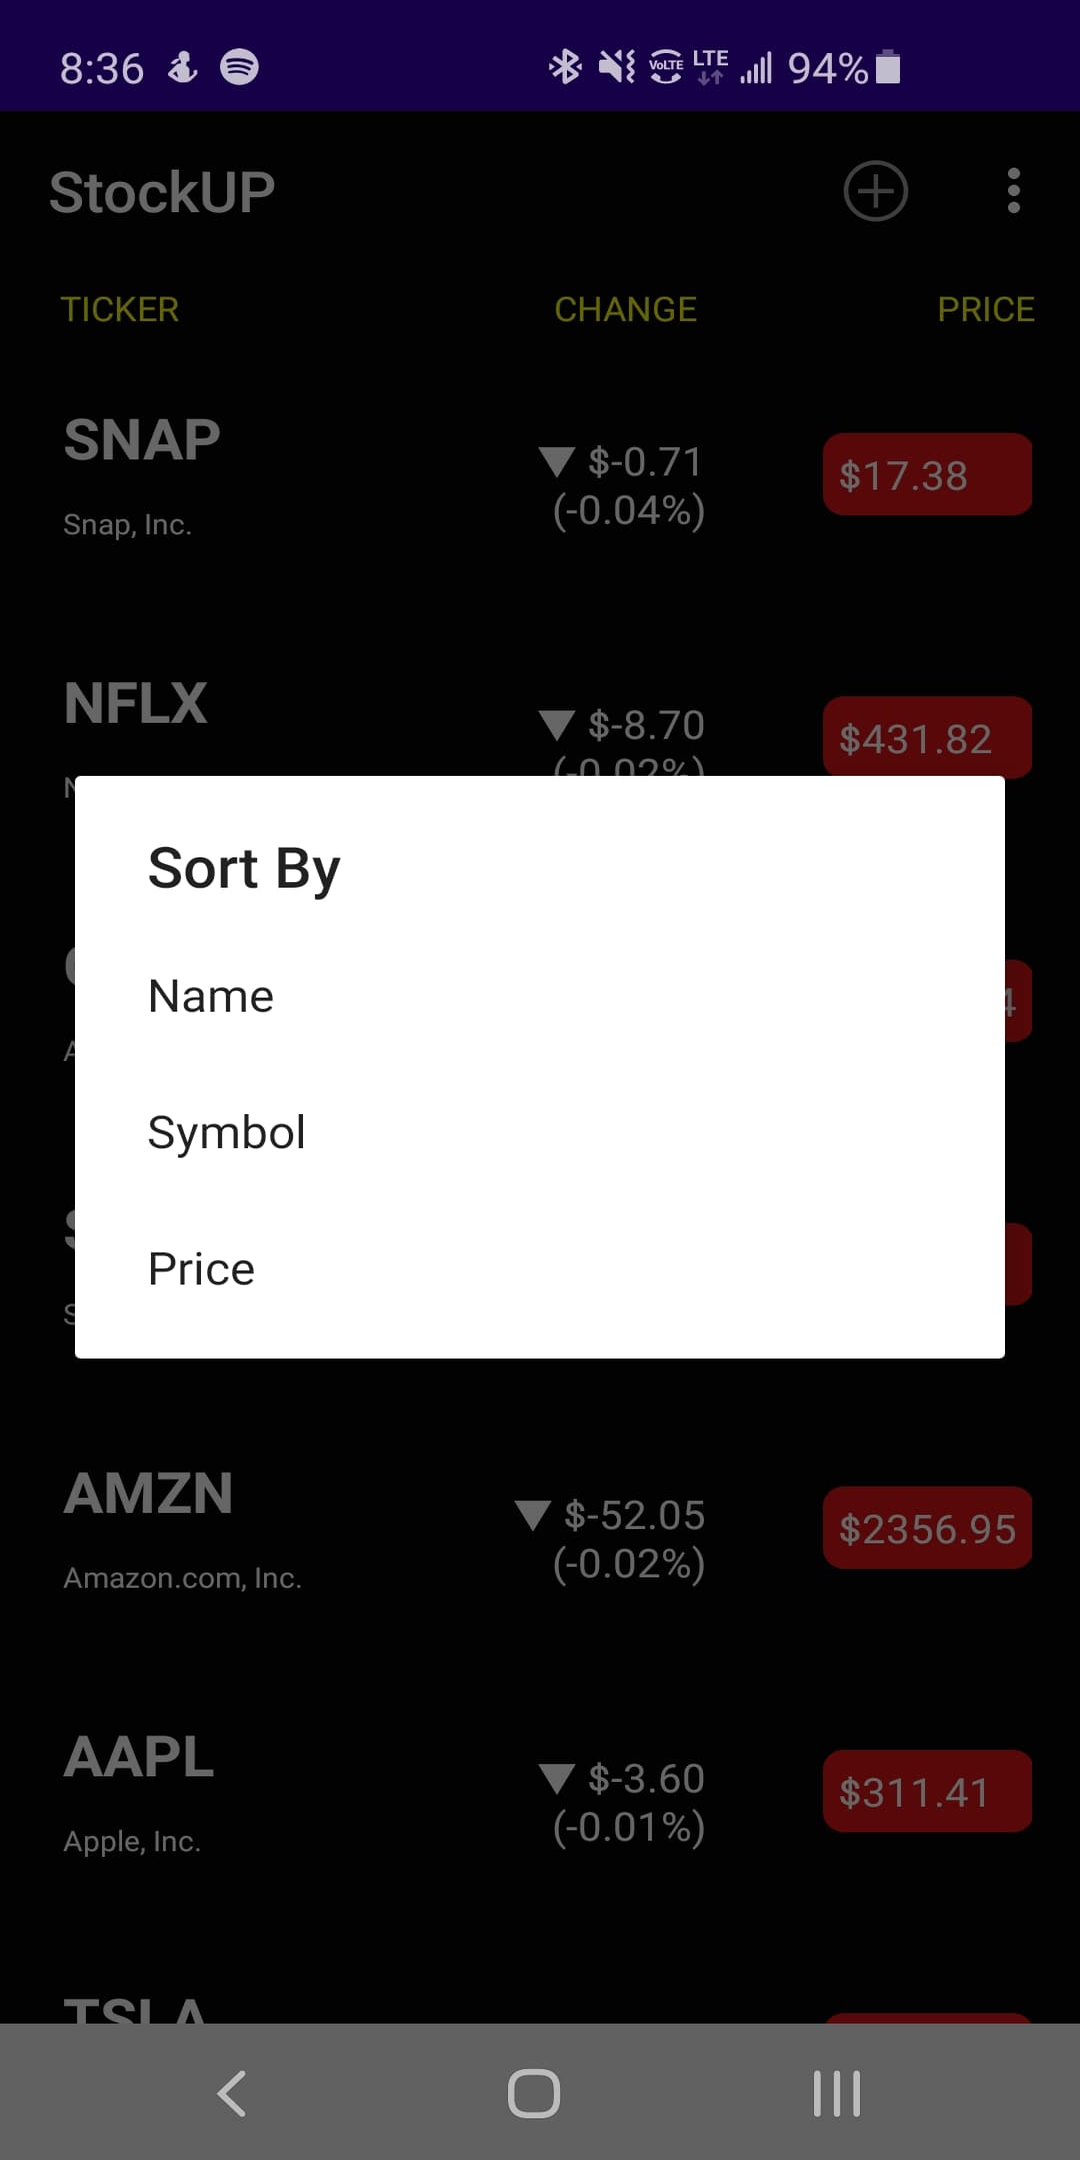 8:36 VoLTE LTE 94%
StockUP
TICKER CHANGE PRICE
SNAP
▼ $-0.71
(-0.04%)
$17.38
Snap, Inc.
NFLX
▼ $-8.70
(-0.02%)
$431.82
Sort By
Name
Symbol
Price
AMZN
▼ $-52.05
(-0.02%)
$2356.95
Amazon.com, Inc.
AAPL
▼ $-3.60
(-0.01%)
$311.41
Apple, Inc.
TSLA